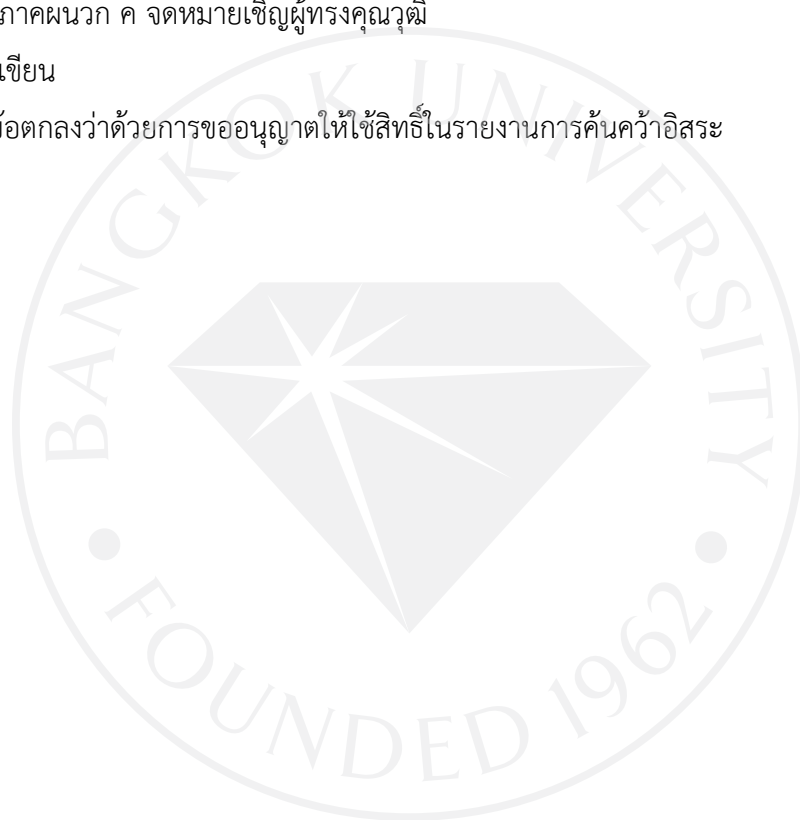 ภาคผนวก ค จดหมายเชิญผู้ทรงคุณวุฒิ
เขียน
ข้อตกลงว่าด้วยการขออนุญาตให้ใช้สิทธิ์ในรายงานการค้นคว้าอิสระ
BANGKOK UNIVERSITY
FOUNDED 1962